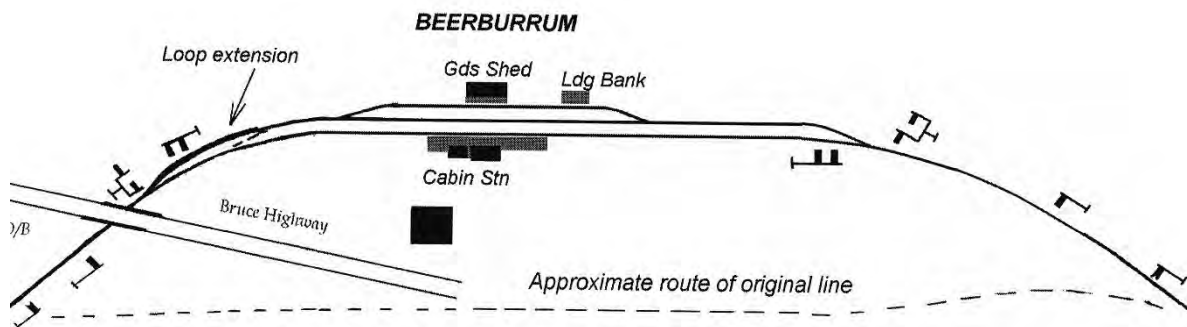 BEERBURRUM
Loop extension
Gds Shed
Ldg Bank
Cabin Stn
Bruce Highway
O/B
Approximate route of original line